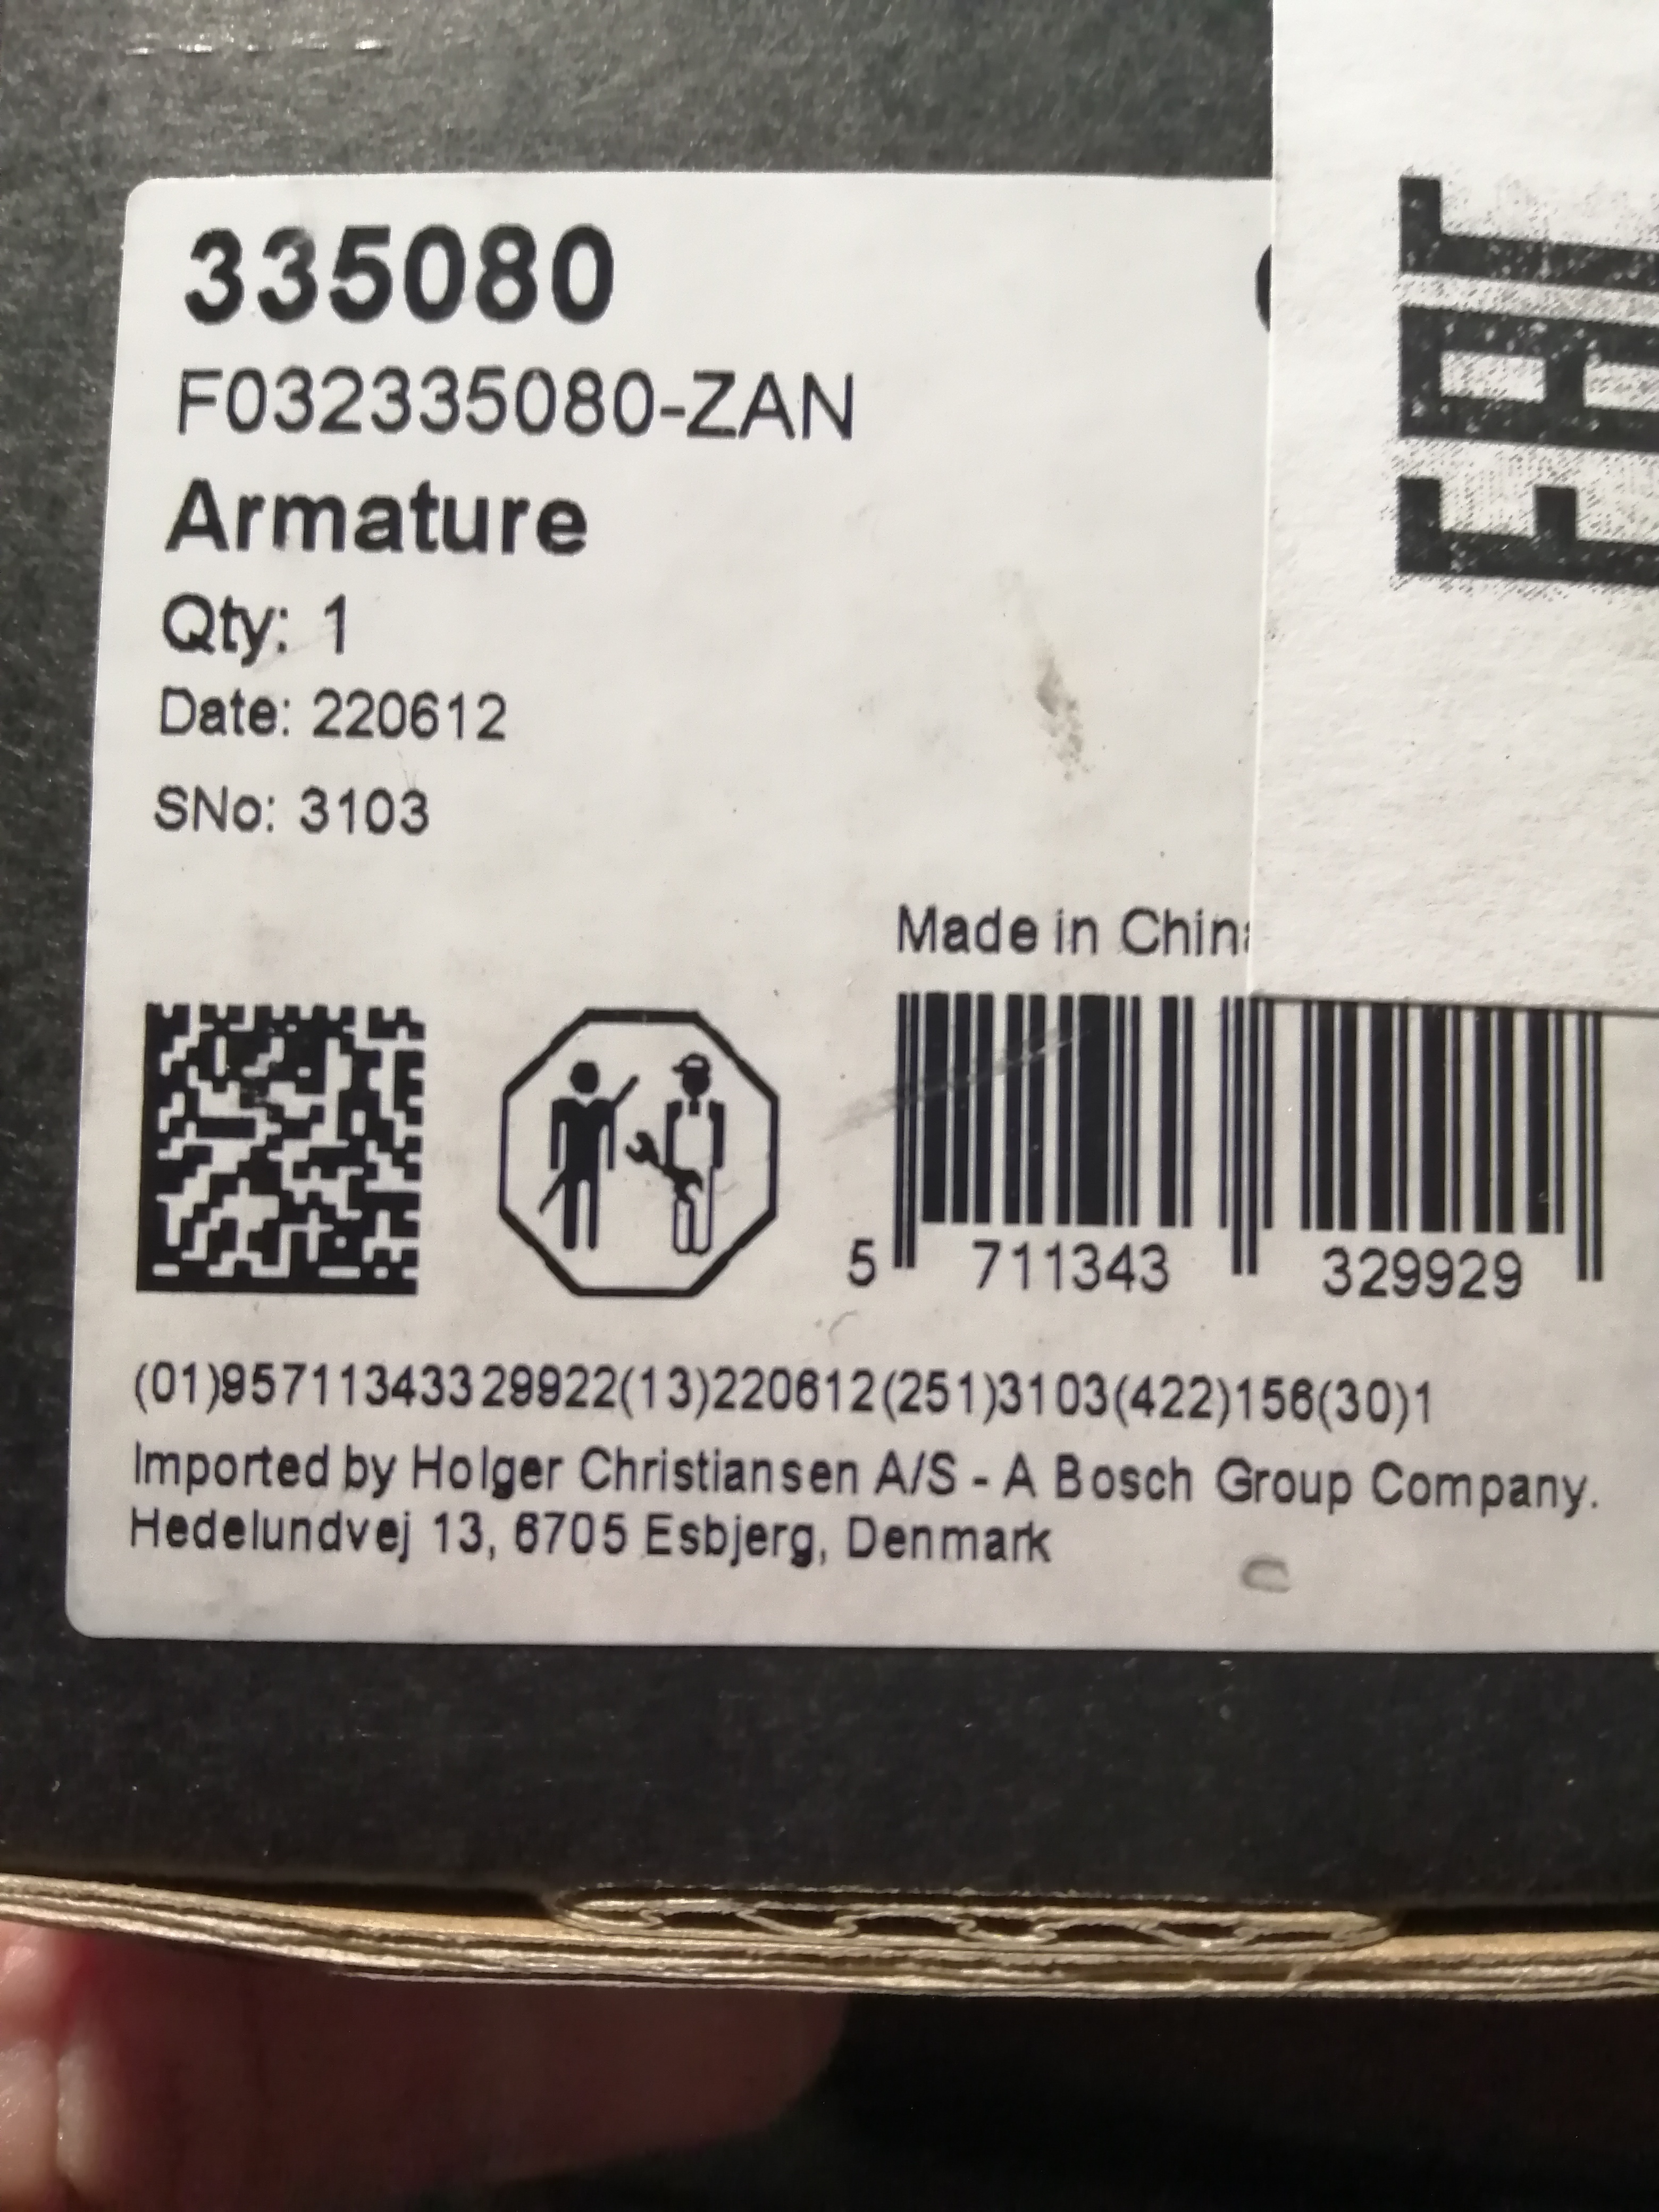 335080
F032335080-ZAN
Armature
Qty: 1
Date: 220612
SNo: 3103
Made in Chin
5 711343 329929
(01)95711343329922(13)220612(251)3103(422)156(30)1
Imported by Holger Christiansen A/S - A Bosch Group Company.
Hedelundvej 13, 6705 Esbjerg, Denmark